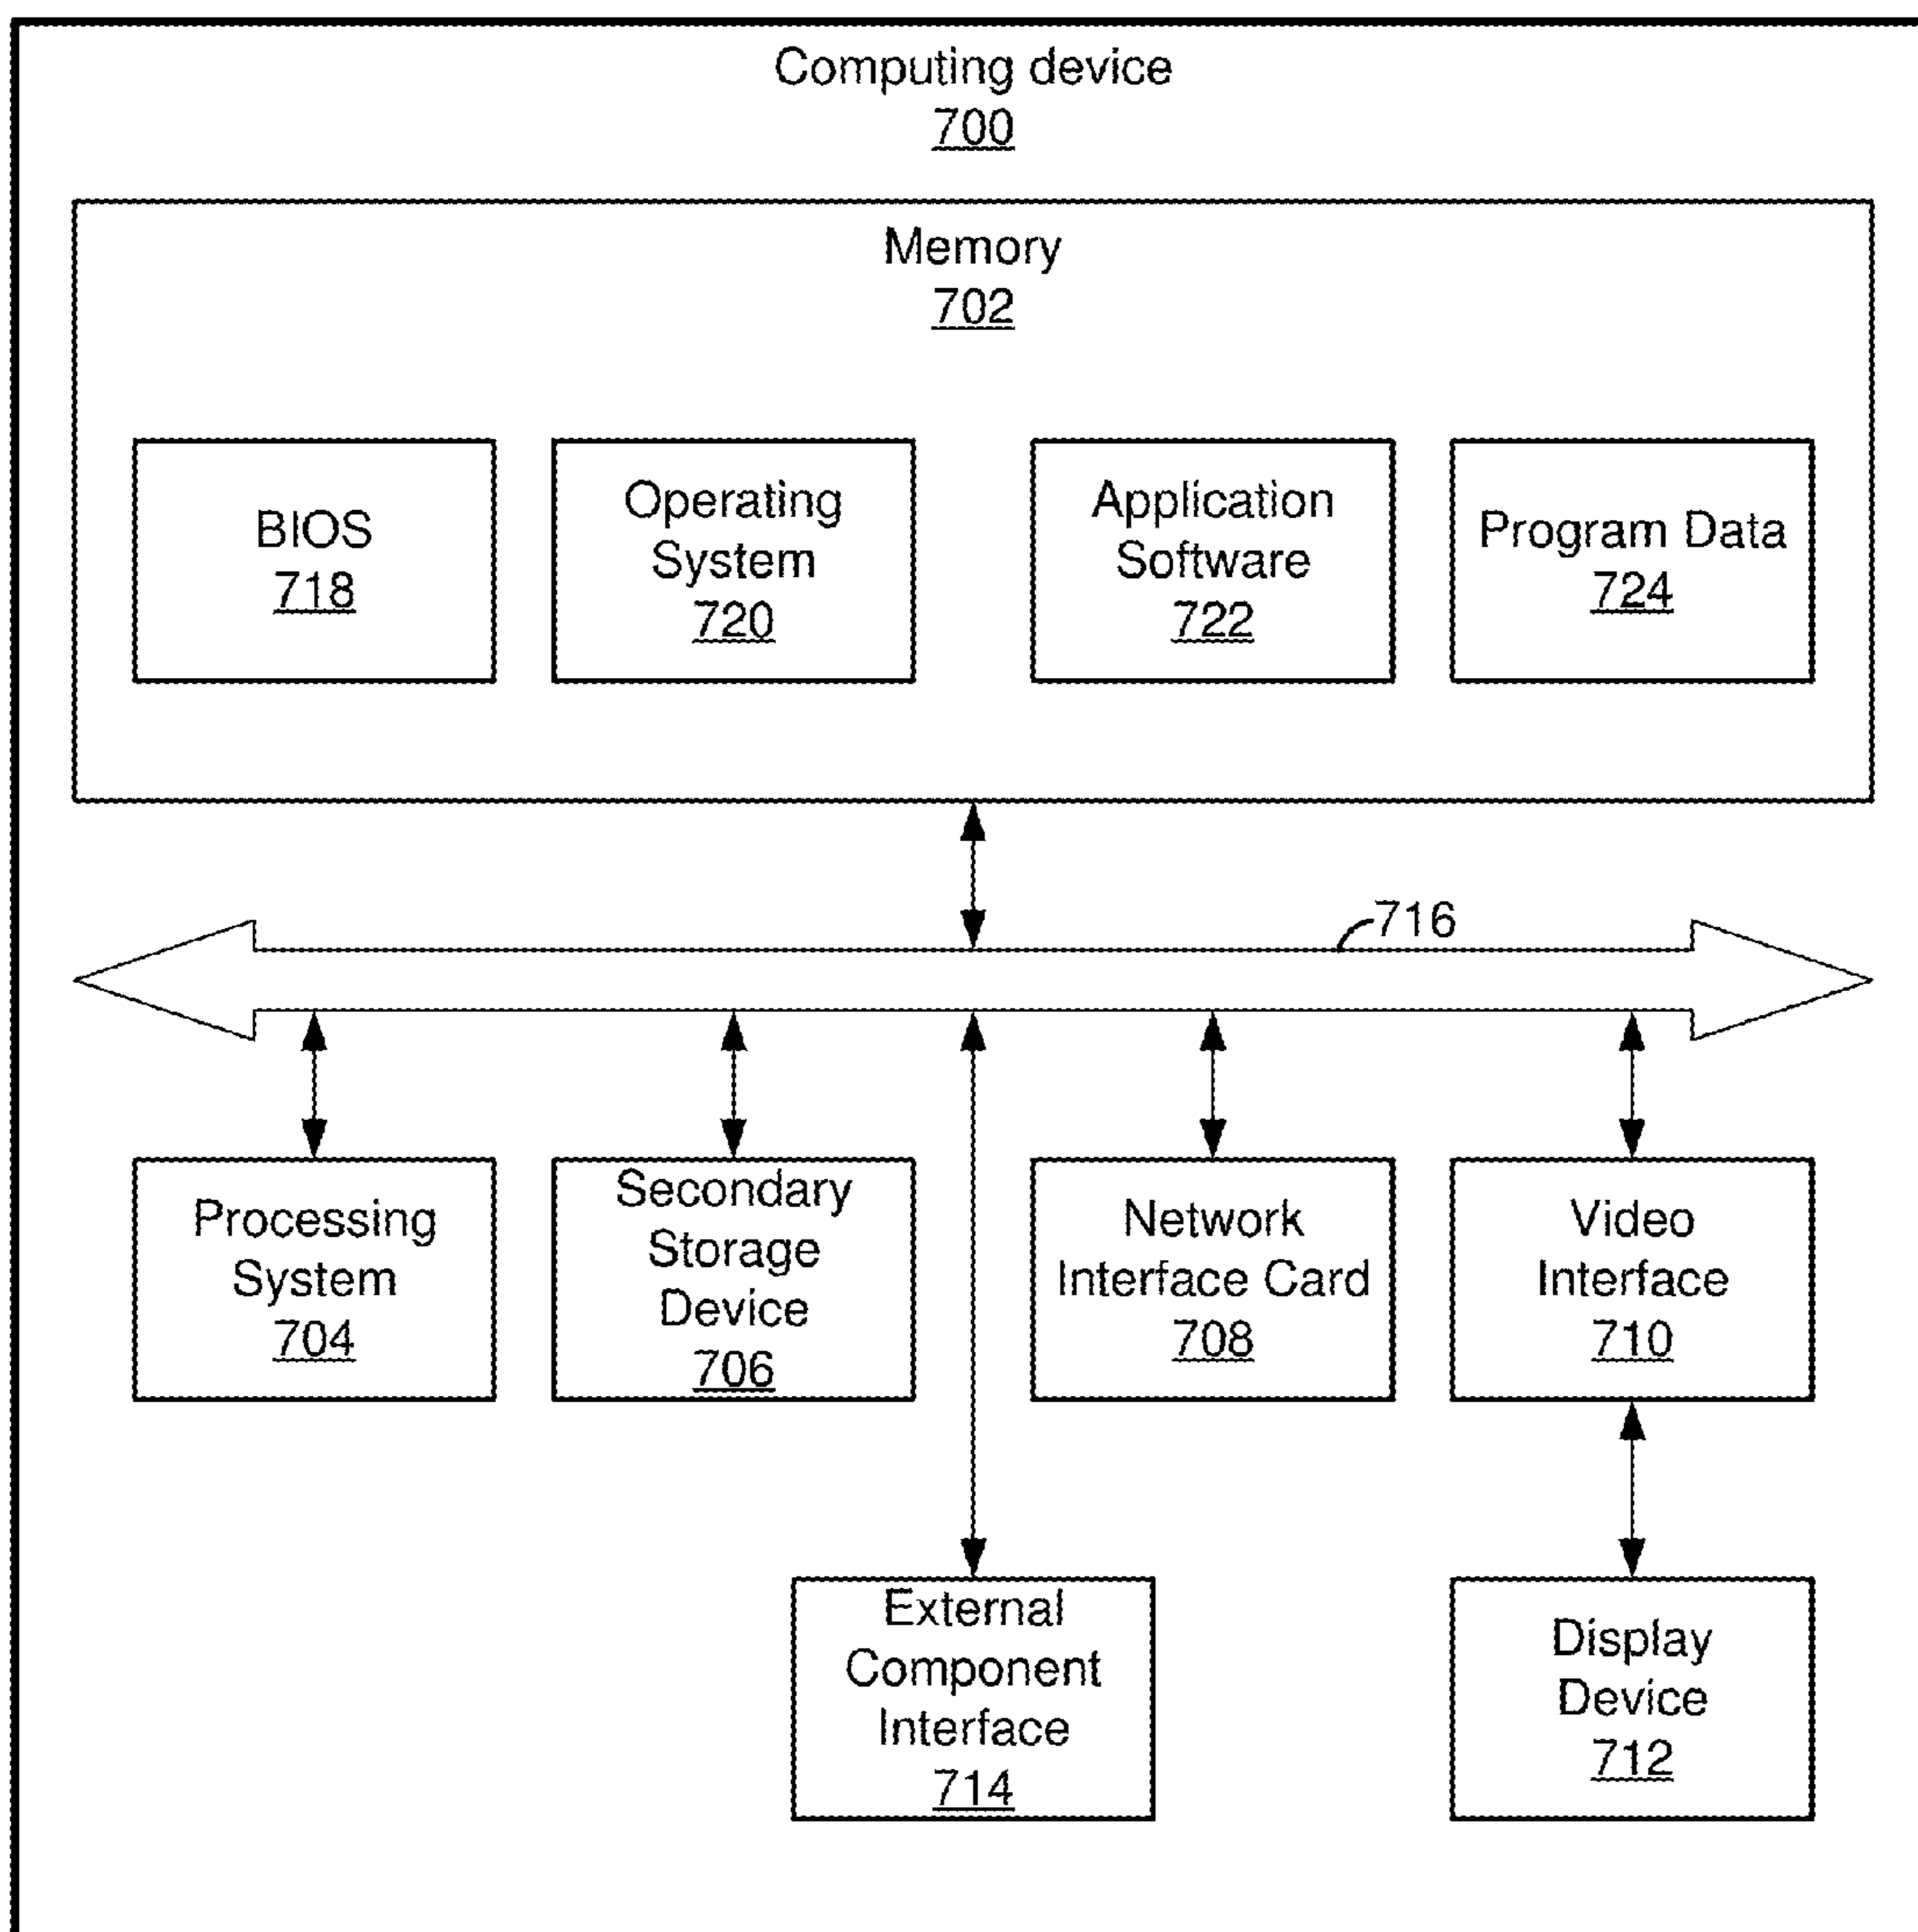 Computing device
700
Memory
702
BIOS
718
Operating
System
720
Application
Software
722
Program Data
724
716
Processing
System
704
Secondary
Storage
Device
706
Network
Interface Card
708
Video
Interface
710
External
Component
Interface
714
Display
Device
712